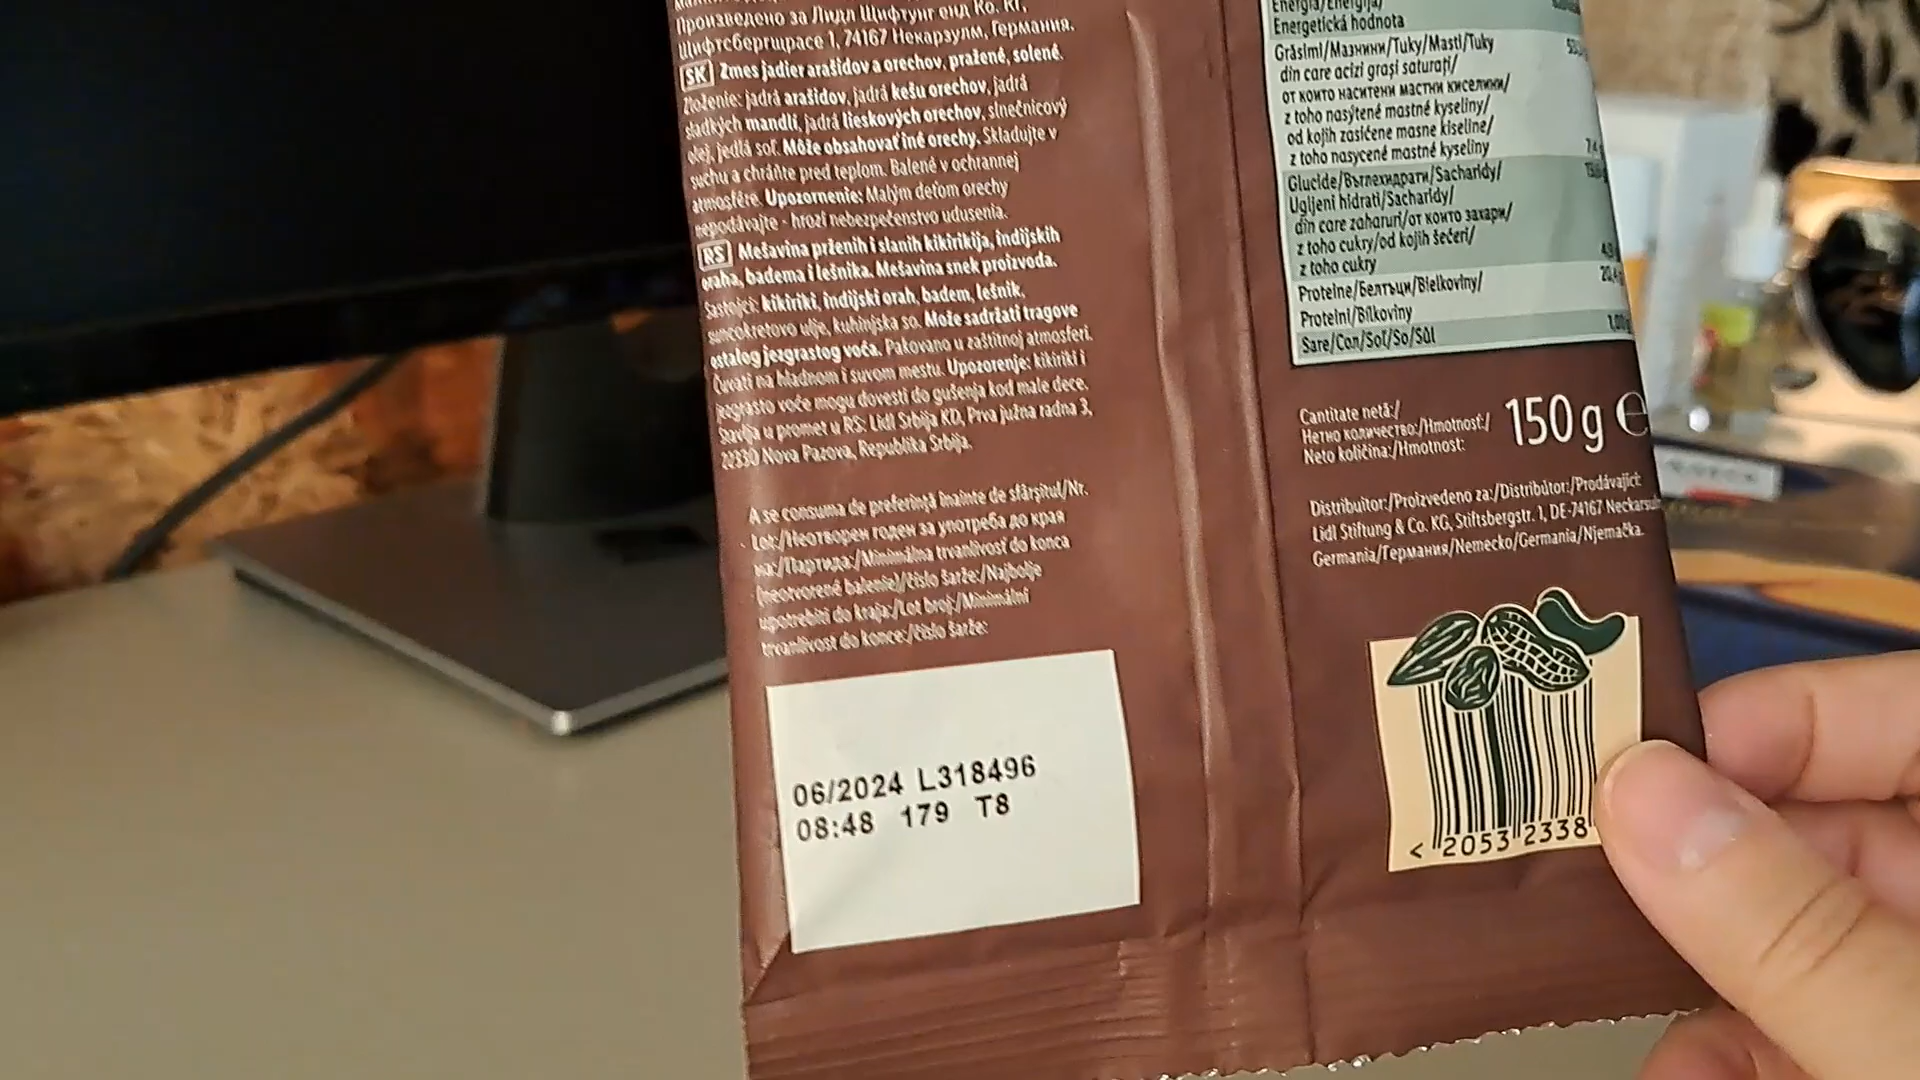 Произведено за Лидл Щифтунг енд Ко. КГ,
Щифтсбергщрасе 1, 74167 Некарзулм, Германия.
SK Zmes jadier arašidov a orechov, pražené, solené.
Zloženie: jadrá arašidov, jadrá kešu orechov, jadrá
sladkých mandlí, jadrá lieskových orechov, slnečnicový
olej, jedlá soľ. Môže obsahovať iné orechy. Skladujte v
suchu a chráňte pred teplom. Balené v ochrannej
atmosfére. Upozornenie: Malým deťom orechy
nepodávajte - hrozí nebezpečenstvo udusenia.
RS Mešavina prženih i slanih kikirikija, indijskih
oraha, badema i lešnika. Mešavina snek proizvoda.
Sastojci: kikiriki, indijski orah, badem, lešnik,
suncokretovo ulje, kuhinjska so. Može sadržati tragove
ostalog jezgrastog voća. Pakovano u zaštitnoj atmosferi.
Čuvati na hladnom i suvom mestu. Upozorenje: kikiriki i
jezgrasto voće mogu dovesti do gušenja kod male dece.
Stavlja u promet u RS: Lidl Srbija KD, Prva južna radna 3,
22330 Nova Pazova, Republika Srbija.
A se consuma de preferință înainte de sfârșitul/Nr.
Lot:/Неотворен годен за употреба до края
на:/Партида:/Minimálna trvanlivosť do konca
(neotvorené balenie)/číslo šarže:/Najbolje
upotrebiti do kraja:/Lot broj:/Minimální
trvanlivost do konce:/číslo šarže:
06/2024 L318496
08:48 179 T8
Energia/Energija/
Energetická hodnota
Grăsimi/Мазнини/Tuky/Masti/Tuky
din care acizi grași saturați/
от които наситени мастни киселини/
z toho nasýtené mastné kyseliny/
od kojih zasićene masne kiseline/
z toho nasycené mastné kyseliny
Glucide/Въглехидрати/Sacharidy/
Ugljeni hidrati/Sacharidy/
din care zaharuri/от които захари/
z toho cukry/od kojih šećeri/
z toho cukry
Proteine/Белтъци/Bielkoviny/
Proteini/Bílkoviny
Sare/Сол/Soľ/So/Sůl 1,00 g
Cantitate netă:/
Нетно количество:/Hmotnosť:/
Neto količina:/Hmotnost:
150 g e
Distribuitor:/Proizvedeno za:/Distribútor:/Prodávající:
Lidl Stiftung & Co. KG, Stiftsbergstr. 1, DE-74167
Germania/Германия/Nemecko/Germania/Njemačka.
< 2053 2338